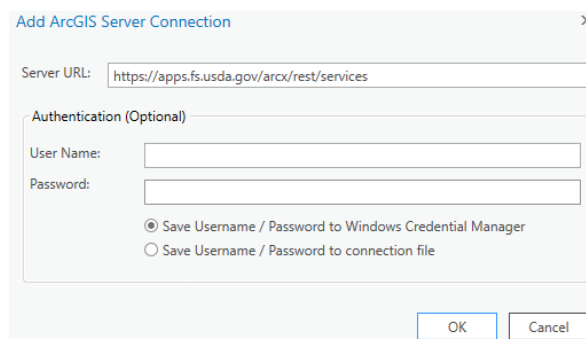 Add ArcGIS Server Connection
Server URL: https://apps.fs.usda.gov/arcx/rest/services
Authentication (Optional)
User Name:
Password:
Save Username / Password to Windows Credential Manager
Save Username / Password to connection file
OK Cancel